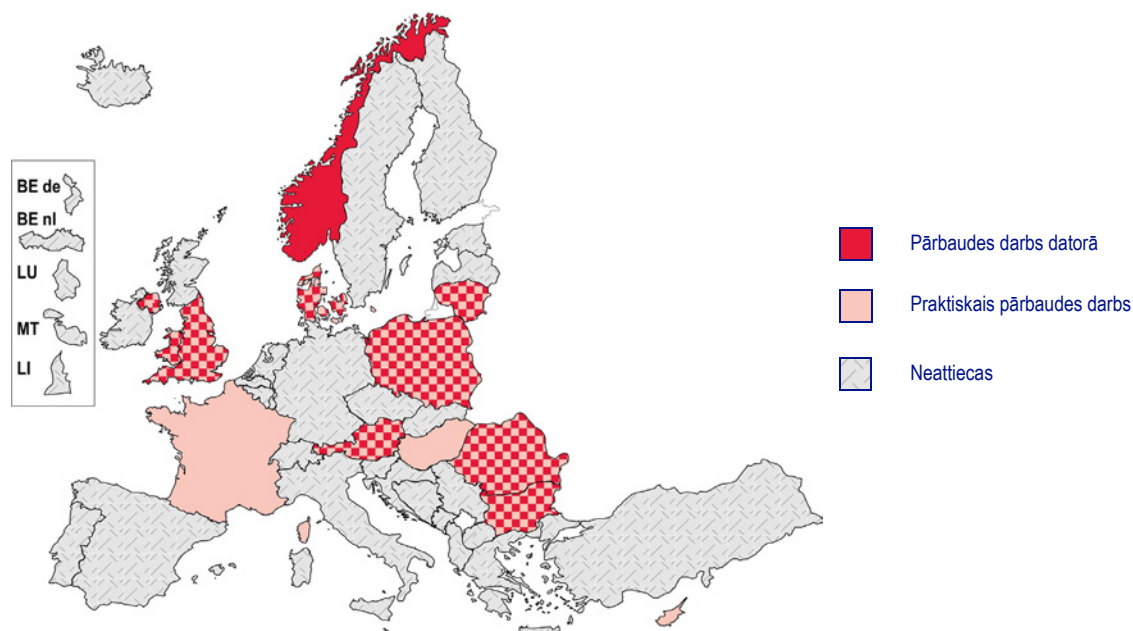 BE de
BE nl
LU
MT
LI
Pārbaudes darbs datorā
Praktiskais pārbaudes darbs
Neattiecas